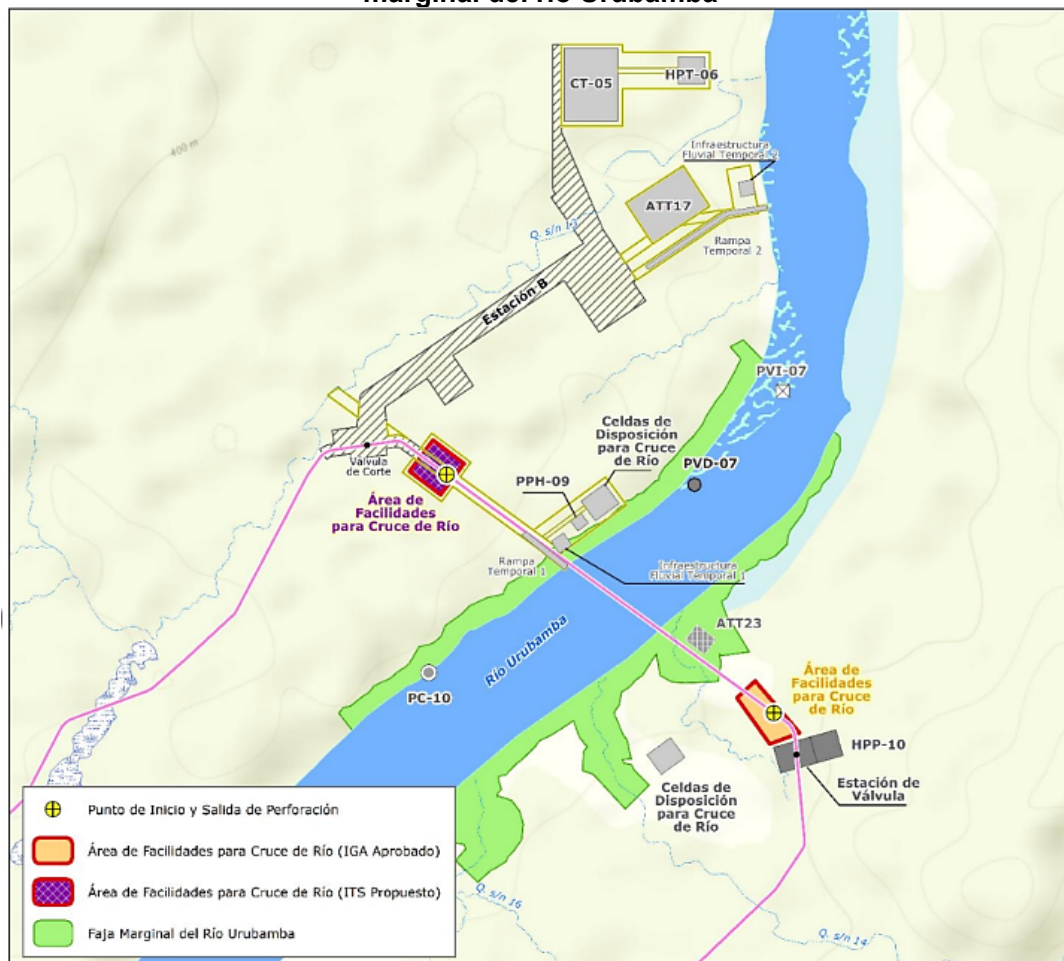 marginal del río Urubamba
CT-05
HPT-06
400 m
Infraestructura
Fluvial Temporal 2
ATT17
Q. s/n 13
Rampa
Temporal 2
Estación B
PVI-07
Celdas de
Disposición
para Cruce
de Río
PVD-07
Válvula
de Corte
PPH-09
Área de
Facilidades
para Cruce de Río
Rampa
Temporal 1
Infraestructura
Fluvial Temporal 1
ATT23
Río Urubamba
Área de
Facilidades
para Cruce
de Río
PC-10
HPP-10
Estación de
Válvula
Celdas de
Disposición
para Cruce
de Río
Punto de Inicio y Salida de Perforación
Área de Facilidades para Cruce de Río (IGA Aprobado)
Área de Facilidades para Cruce de Río (ITS Propuesto)
Faja Marginal del Río Urubamba
Q. s/n 16
Q. s/n 14